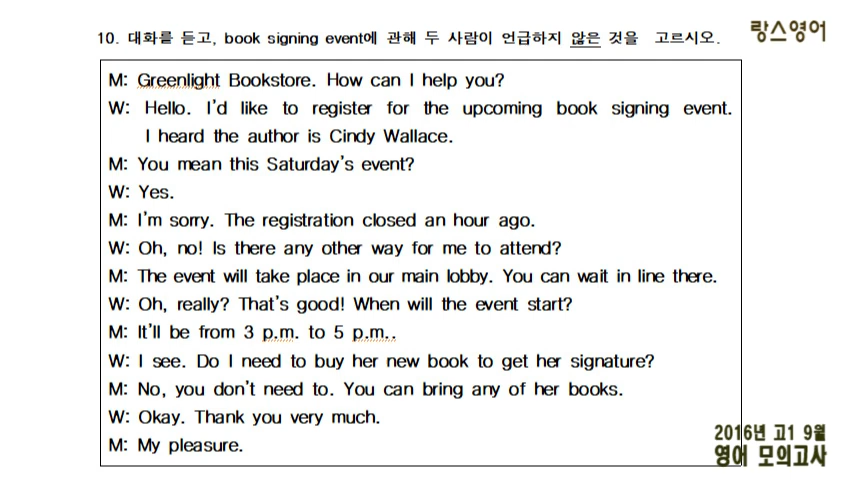 랑스영어
10. 대화를 듣고, book signing event에 관해 두 사람이 언급하지 않은 것을 고르시오.
M: Greenlight Bookstore. How can I help you?
W: Hello. I'd like to register for the upcoming book signing event.
I heard the author is Cindy Wallace.
M: You mean this Saturday's event?
W: Yes.
M: I'm sorry. The registration closed an hour ago.
W: Oh, no! Is there any other way for me to attend?
M: The event will take place in our main lobby. You can wait in line there.
W: Oh, really? That's good! When will the event start?
M: It'll be from 3 p.m. to 5 p.m..
W: I see. Do I need to buy her new book to get her signature?
M: No, you don't need to. You can bring any of her books.
W: Okay. Thank you very much.
M: My pleasure.
2016년 고1 9월
영어 모의고사